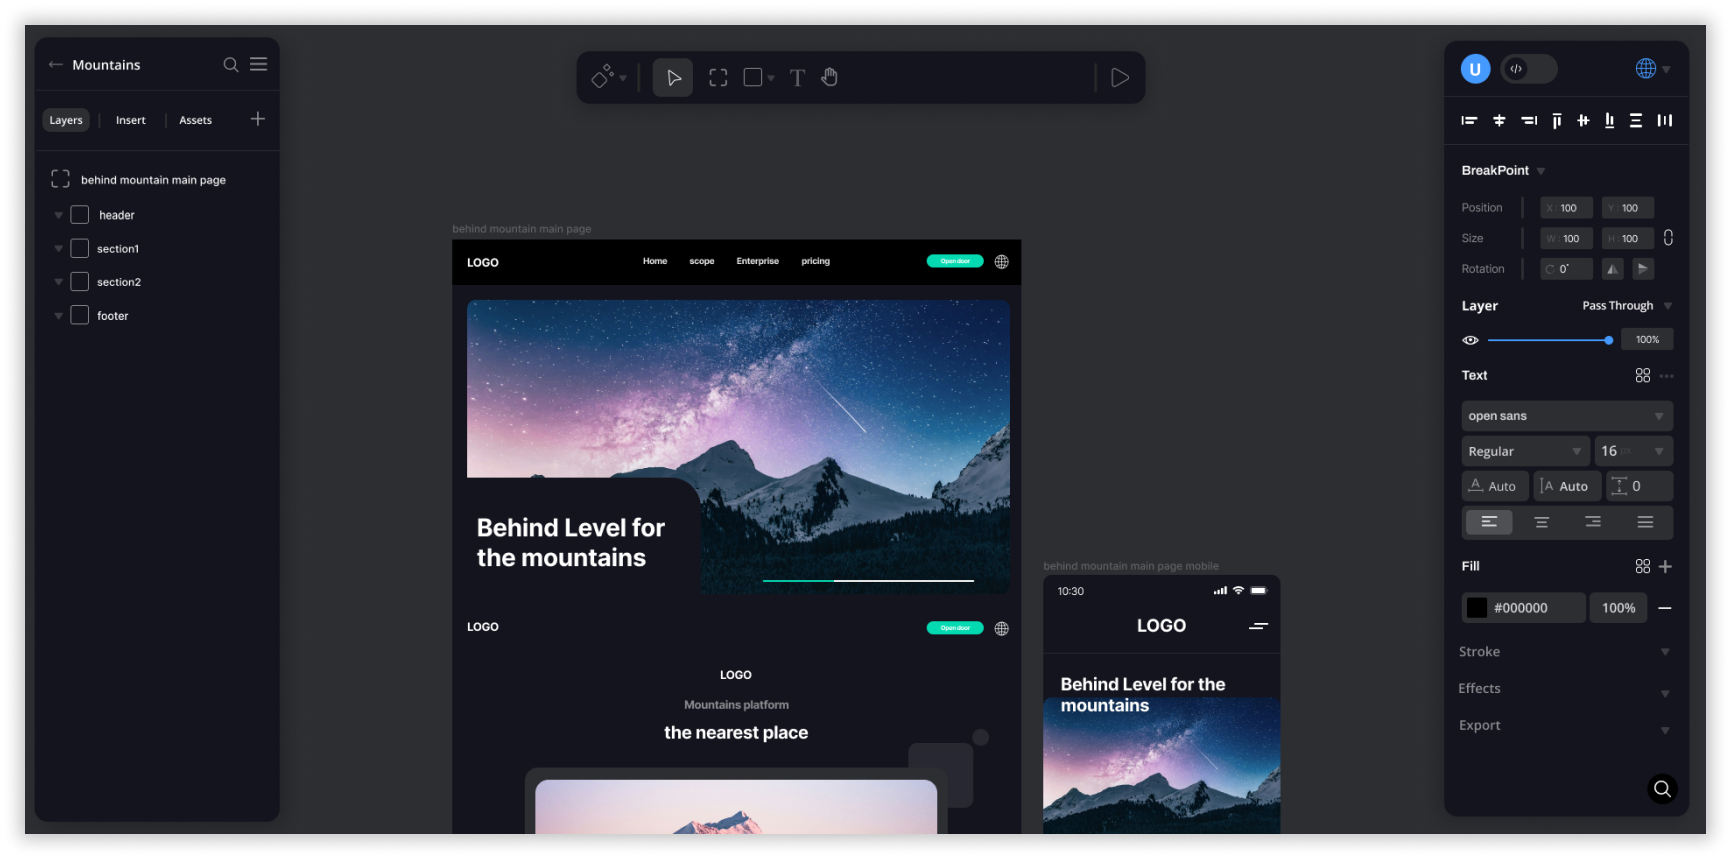 Mountains
Layers
Insert
Assets
behind mountain main page
header
section1
section2
footer
behind mountain main page
LOGO
Home
scope
Enterprise
pricing
Open door
Behind Level for
the mountains
LOGO
Open door
LOGO
Mountains platform
the nearest place
behind mountain main page mobile
10:30
LOGO
Behind Level for the
mountains
U
</>
BreakPoint
Position
X : 100
Y : 100
Size
W : 100
H : 100
Rotation
0°
Layer
Pass Through
100%
Text
open sans
Regular
16 px
A Auto
A Auto
0
Fill
#000000
100%
Stroke
Effects
Export